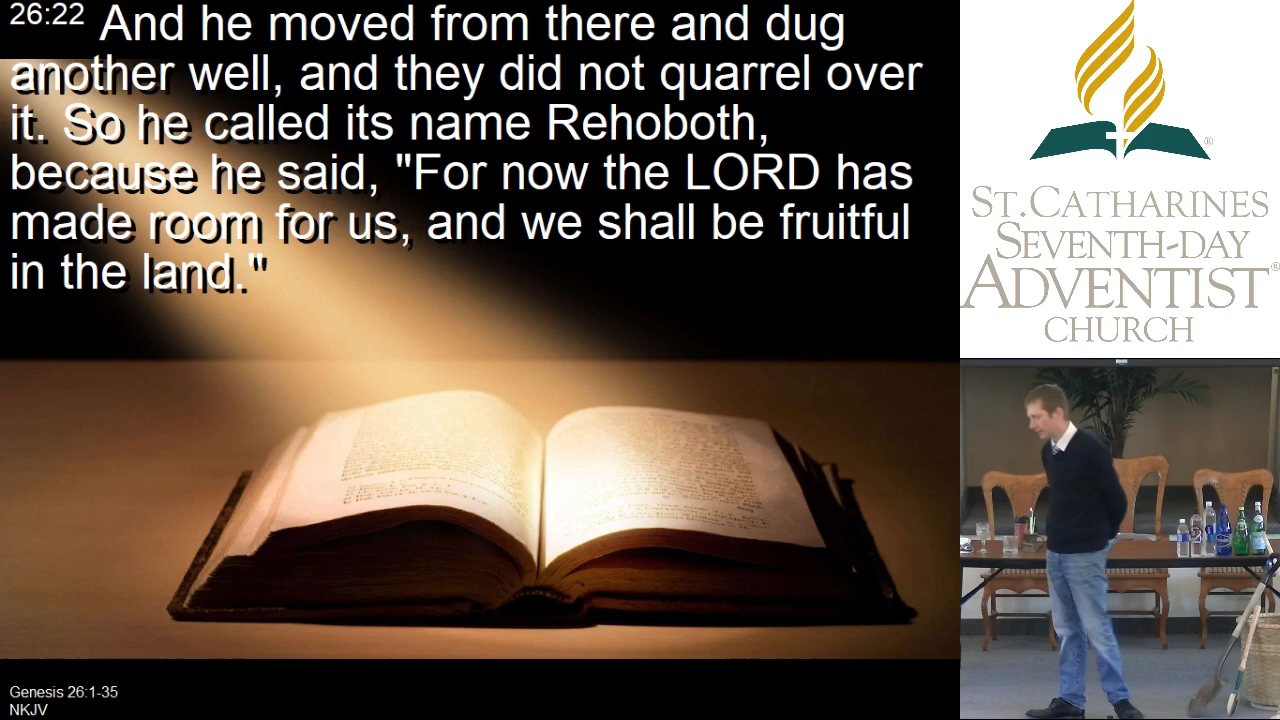 26:22 And he moved from there and dug
another well, and they did not quarrel over
it. So he called its name Rehoboth,
because he said, "For now the LORD has
made room for us, and we shall be fruitful
in the land."
Genesis 26:1-35
NKJV
®
ST. CATHARINES
SEVENTH-DAY
ADVENTIST®
CHURCH